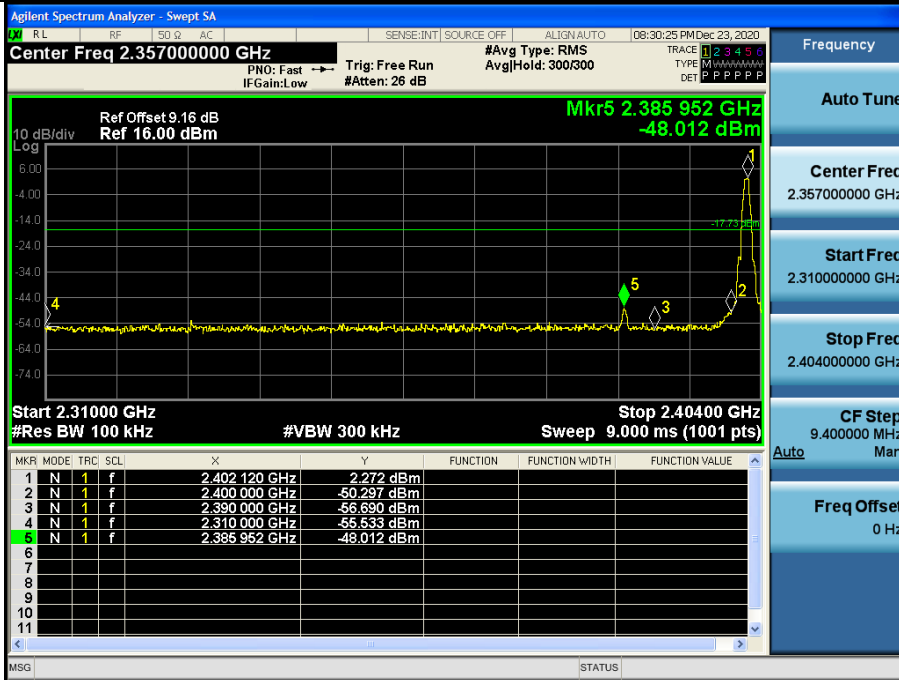 Agilent Spectrum Analyzer - Swept SA
LXI RL RF 50 Ω AC SENSE:INT SOURCE OFF ALIGN AUTO 08:30:25 PM Dec 23, 2020
Center Freq 2.357000000 GHz
PNO: Fast
IFGain:Low
Trig: Free Run
#Atten: 26 dB
#Avg Type: RMS
Avg|Hold: 300/300
TRACE 1 2 3 4 5 6
TYPE M
DET P P P P P P
Frequency
Auto Tune
Center Freq
2.357000000 GHz
Start Freq
2.310000000 GHz
Stop Freq
2.404000000 GHz
CF Step
9.400000 MHz
Auto Man
Freq Offset
0 Hz
Mkr5 2.385 952 GHz
-48.012 dBm
Ref Offset 9.16 dB
10 dB/div Ref 16.00 dBm
Log
1
6.00
-4.00
-14.0
-17.73 dBm
-24.0
-34.0
5
-44.0
4
3
2
-54.0
-64.0
-74.0
Start 2.31000 GHz Stop 2.40400 GHz
#Res BW 100 kHz #VBW 300 kHz Sweep 9.000 ms (1001 pts)
MKR MODE TRC SCL X Y FUNCTION FUNCTION WIDTH FUNCTION VALUE
1 N 1 f 2.402 120 GHz 2.272 dBm
2 N 1 f 2.400 000 GHz -50.297 dBm
3 N 1 f 2.390 000 GHz -56.690 dBm
4 N 1 f 2.310 000 GHz -55.533 dBm
5 N 1 f 2.385 952 GHz -48.012 dBm
6
7
8
9
10
11
MSG STATUS